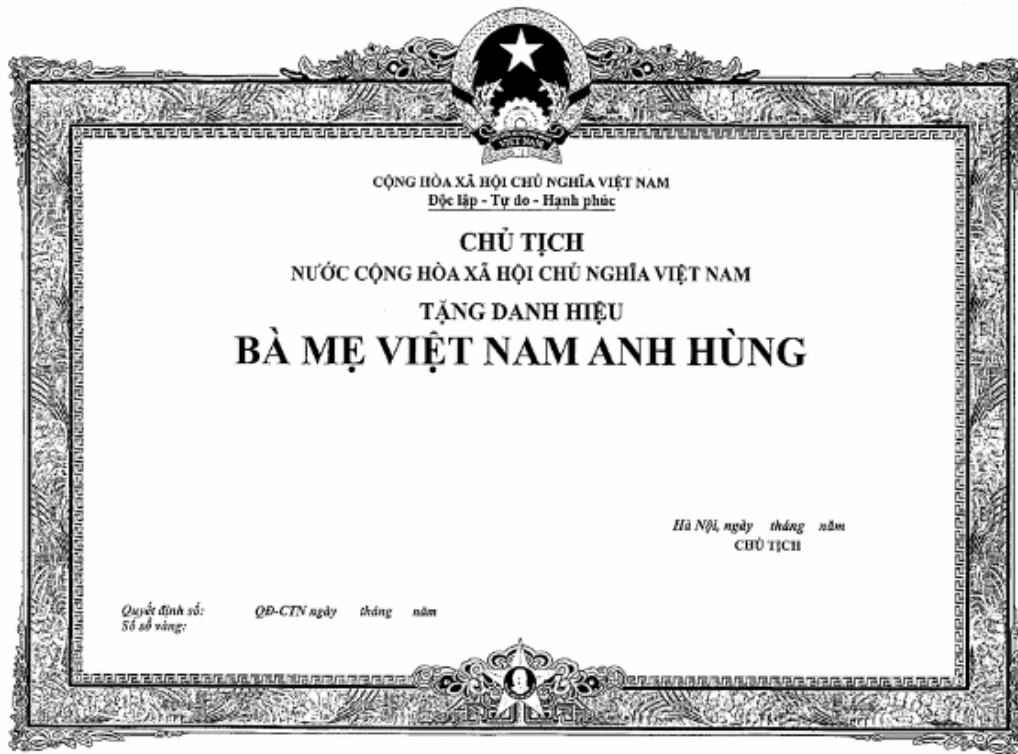 VIỆT NAM
CỘNG HÒA XÃ HỘI CHỦ NGHĨA VIỆT NAM
Độc lập - Tự do - Hạnh phúc
CHỦ TỊCH
NƯỚC CỘNG HÒA XÃ HỘI CHỦ NGHĨA VIỆT NAM
TẶNG DANH HIỆU
BÀ MẸ VIỆT NAM ANH HÙNG
Hà Nội, ngày tháng năm
CHỦ TỊCH
Quyết định số: QĐ-CTN ngày tháng năm
Số sổ vàng: